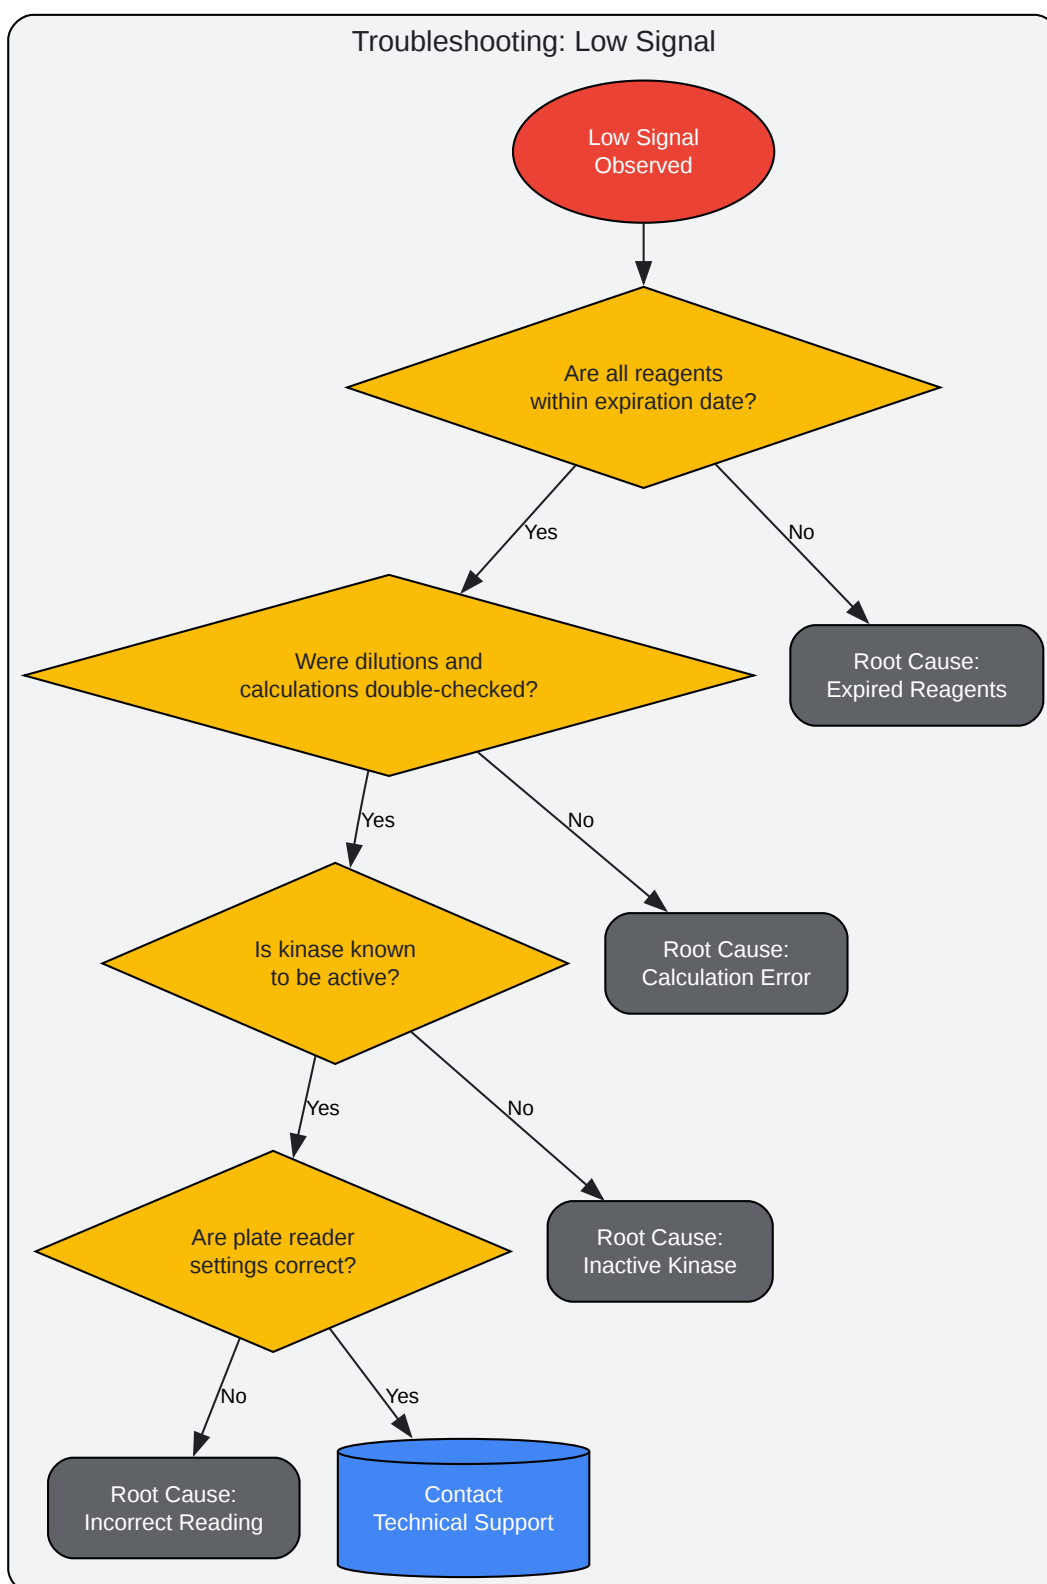 Troubleshooting: Low Signal
Low Signal
Observed
Are all reagents
within expiration date?
Yes
No
Were dilutions and
calculations double-checked?
Root Cause:
Expired Reagents
Yes
No
Is kinase known
to be active?
Root Cause:
Calculation Error
Yes
No
Are plate reader
settings correct?
Root Cause:
Inactive Kinase
No
Yes
Root Cause:
Incorrect Reading
Contact
Technical Support